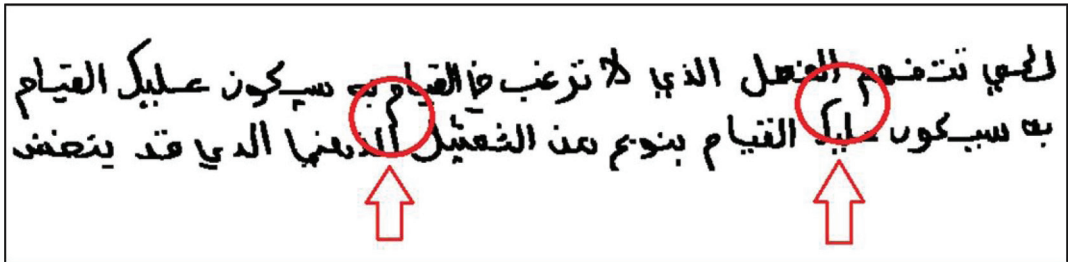 لكي تتفهم الفعل الذي لا ترغب في القيام به سيكون عليك القيام
به سيكون عليك القيام بنوع من التمثيل الذهني الذي قد يتعض